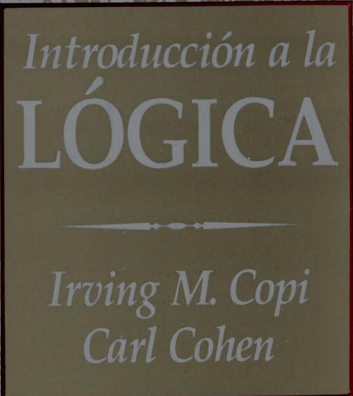 Introducción a la
LÓGICA
Irving M. Copi
Carl Cohen